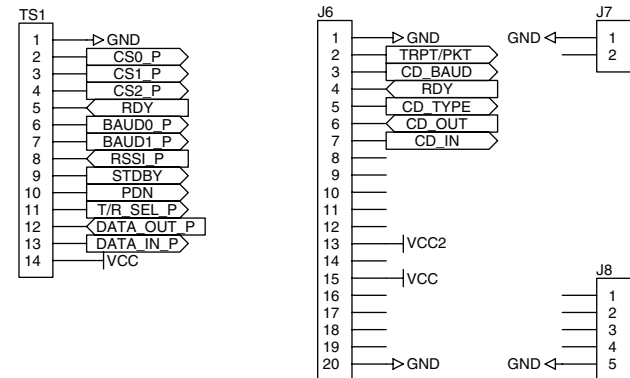 TS1
1 GND
2 CS0_P
3 CS1_P
4 CS2_P
5 RDY
6 BAUD0_P
7 BAUD1_P
8 RSSI_P
9 STDBY
10 PDN
11 T/R_SEL_P
12 DATA_OUT_P
13 DATA_IN_P
14 VCC
J6
1 GND
2 TRPT/PKT
3 CD_BAUD
4 RDY
5 CD_TYPE
6 CD_OUT
7 CD_IN
8
9
10
11
12
13 VCC2
14
15 VCC
16
17
18
19
20 GND
J7
GND 1
2
J8
1
2
3
4
GND 5